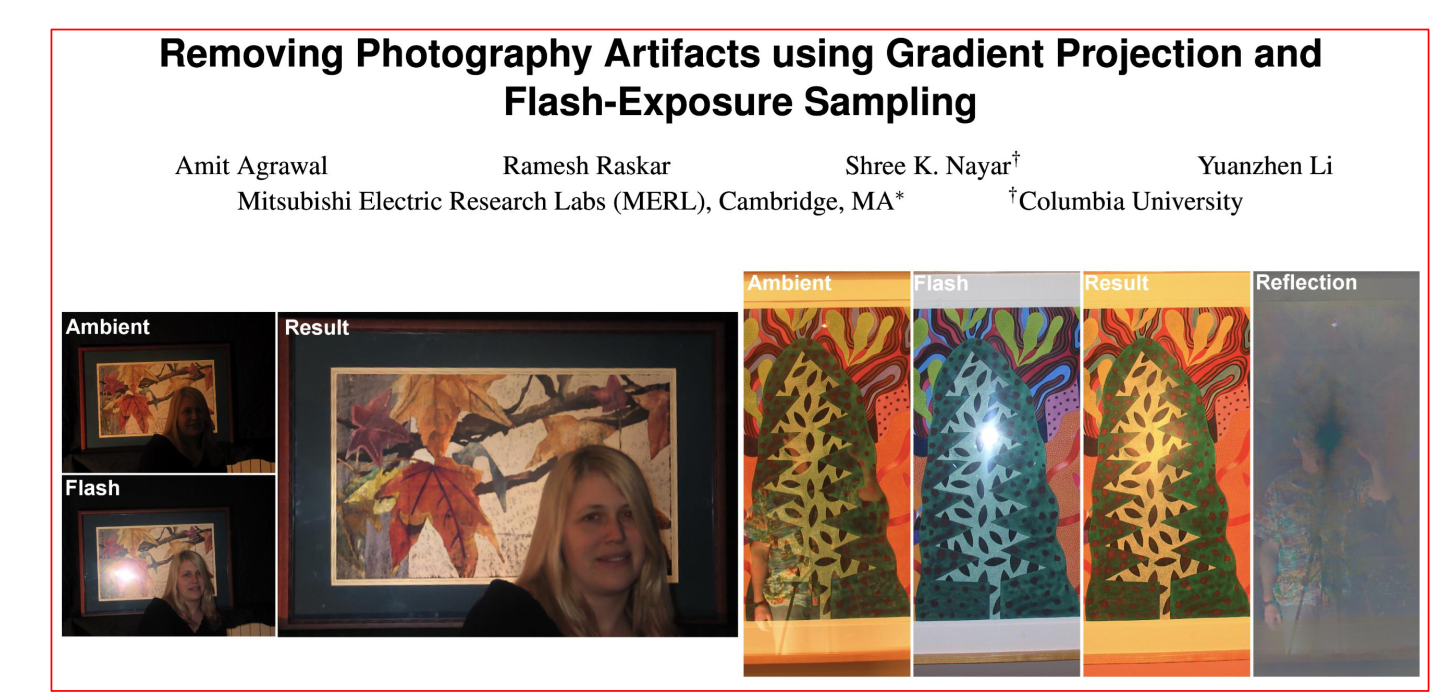 Removing Photography Artifacts using Gradient Projection and
Flash-Exposure Sampling
Amit Agrawal Ramesh Raskar Shree K. Nayar† Yuanzhen Li
Mitsubishi Electric Research Labs (MERL), Cambridge, MA* †Columbia University
Ambient
Result
Flash
Ambient
Flash
Result
Reflection